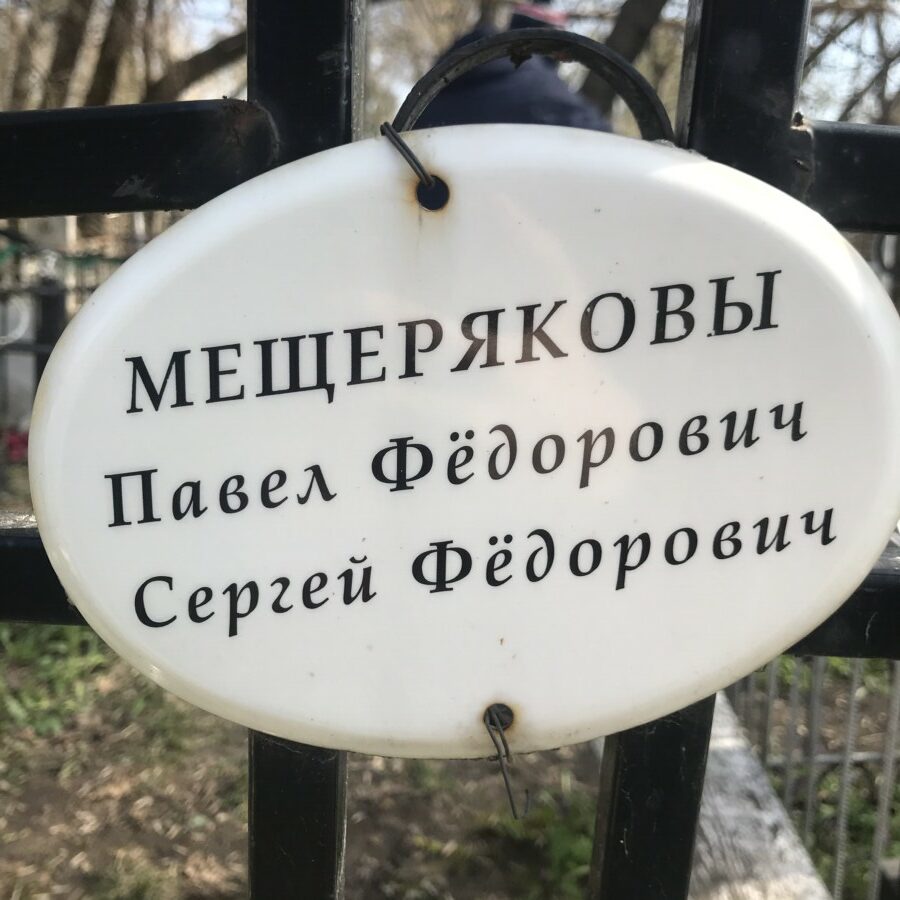 МЕЩЕРЯКОВЫ
Павел Фёдорович
Сергей Фёдорович